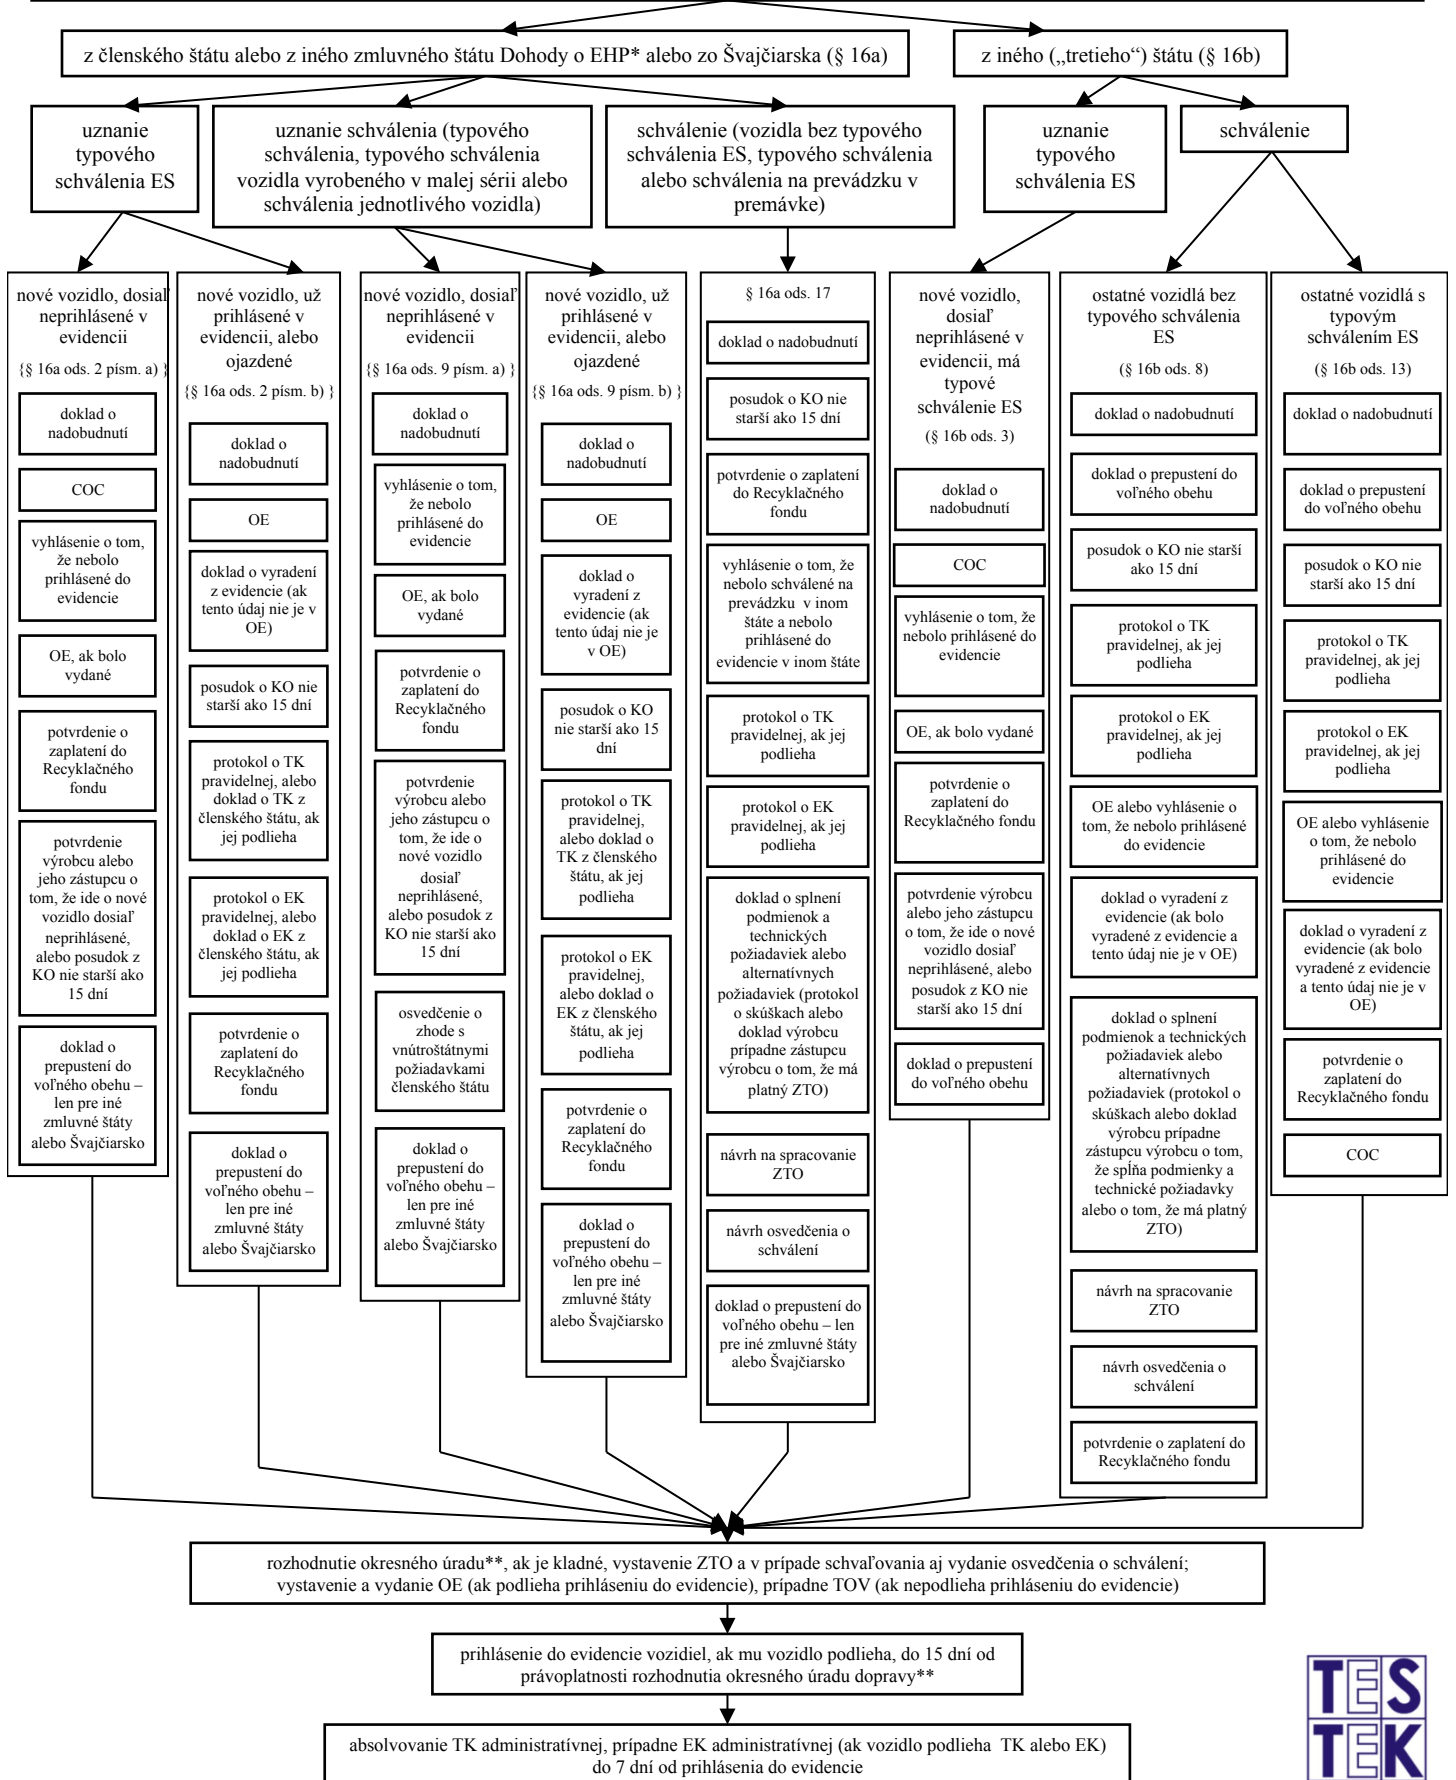 z členského štátu alebo z iného zmluvného štátu Dohody o EHP* alebo zo Švajčiarska (§ 16a)
z iného („tretieho“) štátu (§ 16b)
uznanie
typového
schválenia ES
uznanie schválenia (typového
schválenia, typového schválenia
vozidla vyrobeného v malej sérii alebo
schválenia jednotlivého vozidla)
schválenie (vozidla bez typového
schválenia ES, typového schválenia
alebo schválenia na prevádzku v
premávke)
uznanie
typového
schválenia ES
schválenie
nové vozidlo, dosiaľ
neprihlásené v
evidencii
{§ 16a ods. 2 písm. a) }
doklad o
nadobudnutí
COC
vyhlásenie o tom,
že nebolo
prihlásené do
evidencie
OE, ak bolo
vydané
potvrdenie o
zaplatení do
Recyklačného
fondu
potvrdenie
výrobcu alebo
jeho zástupcu o
tom, že ide o nové
vozidlo dosiaľ
neprihlásené,
alebo posudok z
KO nie starší ako
15 dní
doklad o
prepustení do
voľného obehu –
len pre iné
zmluvné štáty
alebo Švajčiarsko
nové vozidlo, už
prihlásené v
evidencii, alebo
ojazdené
{§ 16a ods. 2 písm. b) }
doklad o
nadobudnutí
OE
doklad o vyradení
z evidencie (ak
tento údaj nie je v
OE)
posudok o KO nie
starší ako 15 dní
protokol o TK
pravidelnej, alebo
doklad o TK z
členského štátu, ak
jej podlieha
protokol o EK
pravidelnej, alebo
doklad o EK z
členského štátu, ak
jej podlieha
potvrdenie o
zaplatení do
Recyklačného
fondu
doklad o
prepustení do
voľného obehu –
len pre iné
zmluvné štáty
alebo Švajčiarsko
nové vozidlo, dosiaľ
neprihlásené v
evidencii
{§ 16a ods. 9 písm. a) }
doklad o
nadobudnutí
vyhlásenie o tom,
že nebolo
prihlásené do
evidencie
OE, ak bolo
vydané
potvrdenie o
zaplatení do
Recyklačného
fondu
potvrdenie
výrobcu alebo
jeho zástupcu o
tom, že ide o
nové vozidlo
dosiaľ
neprihlásené,
alebo posudok z
KO nie starší ako
15 dní
osvedčenie o
zhode s
vnútroštátnymi
požiadavkami
členského štátu
doklad o
prepustení do
voľného obehu –
len pre iné
zmluvné štáty
alebo Švajčiarsko
nové vozidlo, už
prihlásené v
evidencii, alebo
ojazdené
{§ 16a ods. 9 písm. b) }
doklad o
nadobudnutí
OE
doklad o
vyradení z
evidencie (ak
tento údaj nie je
v OE)
posudok o KO
nie starší ako 15
dní
protokol o TK
pravidelnej,
alebo doklad o
TK z členského
štátu, ak jej
podlieha
protokol o EK
pravidelnej,
alebo doklad o
EK z členského
štátu, ak jej
podlieha
potvrdenie o
zaplatení do
Recyklačného
fondu
doklad o
prepustení do
voľného obehu –
len pre iné
zmluvné štáty
alebo Švajčiarsko
§ 16a ods. 17
doklad o nadobudnutí
posudok o KO nie
starší ako 15 dní
potvrdenie o zaplatení
do Recyklačného
fondu
vyhlásenie o tom, že
nebolo schválené na
prevádzku v inom
štáte a nebolo
prihlásené do
evidencie v inom štáte
protokol o TK
pravidelnej, ak jej
podlieha
protokol o EK
pravidelnej, ak jej
podlieha
doklad o splnení
podmienok a
technických
požiadaviek alebo
alternatívnych
požiadaviek (protokol
o skúškach alebo
doklad výrobcu
prípadne zástupcu
výrobcu o tom, že má
platný ZTO)
návrh na spracovanie
ZTO
návrh osvedčenia o
schválení
doklad o prepustení do
voľného obehu – len
pre iné zmluvné štáty
alebo Švajčiarsko
nové vozidlo,
dosiaľ
neprihlásené v
evidencii, má
typové
schválenie ES
(§ 16b ods. 3)
doklad o
nadobudnutí
COC
vyhlásenie o tom, že
nebolo prihlásené do
evidencie
OE, ak bolo vydané
potvrdenie o
zaplatení do
Recyklačného fondu
potvrdenie výrobcu
alebo jeho zástupcu
o tom, že ide o nové
vozidlo dosiaľ
neprihlásené, alebo
posudok z KO nie
starší ako 15 dní
doklad o prepustení
do voľného obehu
ostatné vozidlá bez
typového schválenia
ES
(§ 16b ods. 8)
doklad o nadobudnutí
doklad o prepustení do
voľného obehu
posudok o KO nie starší
ako 15 dní
protokol o TK
pravidelnej, ak jej
podlieha
protokol o EK
pravidelnej, ak jej
podlieha
OE alebo vyhlásenie o
tom, že nebolo prihlásené
do evidencie
doklad o vyradení z
evidencie (ak bolo
vyradené z evidencie a
tento údaj nie je v OE)
doklad o splnení
podmienok a technických
požiadaviek alebo
alternatívnych
požiadaviek (protokol o
skúškach alebo doklad
výrobcu prípadne
zástupcu výrobcu o tom,
že spĺňa podmienky a
technické požiadavky
alebo o tom, že má platný
ZTO)
návrh na spracovanie
ZTO
návrh osvedčenia o
schválení
potvrdenie o zaplatení do
Recyklačného fondu
ostatné vozidlá s
typovým
schválením ES
(§ 16b ods. 13)
doklad o nadobudnutí
doklad o prepustení
do voľného obehu
posudok o KO nie
starší ako 15 dní
protokol o TK
pravidelnej, ak jej
podlieha
protokol o EK
pravidelnej, ak jej
podlieha
OE alebo vyhlásenie
o tom, že nebolo
prihlásené do
evidencie
doklad o vyradení z
evidencie (ak bolo
vyradené z evidencie
a tento údaj nie je v
OE)
potvrdenie o
zaplatení do
Recyklačného fondu
COC
rozhodnutie okresného úradu**, ak je kladné, vystavenie ZTO a v prípade schvaľovania aj vydanie osvedčenia o schválení;
vystavenie a vydanie OE (ak podlieha prihláseniu do evidencie), prípadne TOV (ak nepodlieha prihláseniu do evidencie)
prihlásenie do evidencie vozidiel, ak mu vozidlo podlieha, do 15 dní od
právoplatnosti rozhodnutia okresného úradu dopravy**
absolvovanie TK administratívnej, prípadne EK administratívnej (ak vozidlo podlieha TK alebo EK)
do 7 dní od prihlásenia do evidencie
TES
TEK